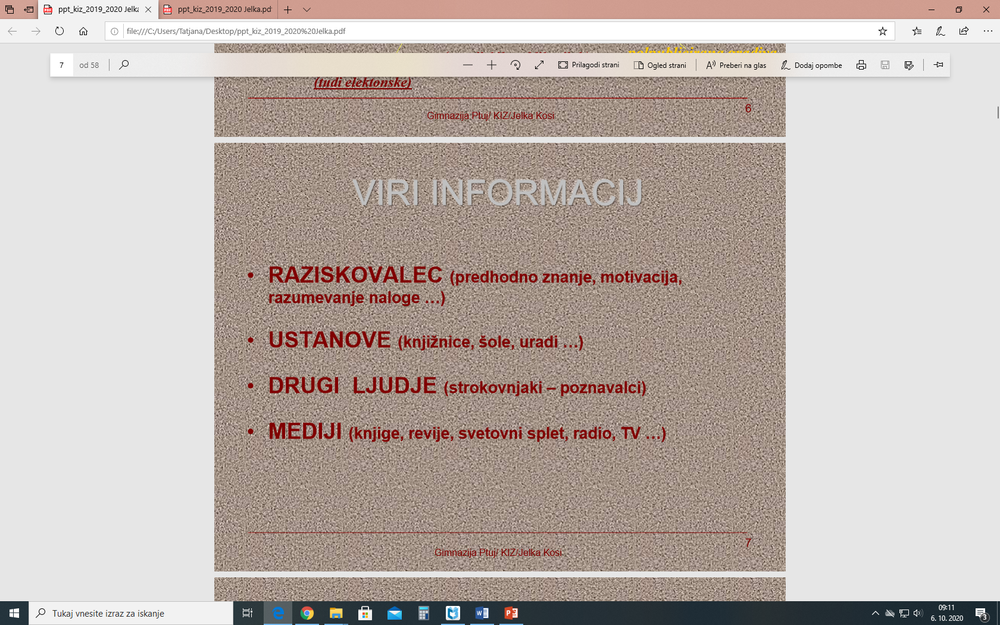 ppt_kiz_2019_2020 Jelka
ppt_kiz_2019_2020 Jelka.pdf
file:///C:/Users/Tatjana/Desktop/ppt_kiz_2019_2020%20Jelka.pdf
7 od 58
Prilagodi strani
Ogled strani
Preberi na glas
Dodaj opombe
(tudi elektonske)
6
Gimnazija Ptuj/ KIZ/Jelka Kosi
VIRI INFORMACIJ
• RAZISKOVALEC (predhodno znanje, motivacija,
razumevanje naloge …)
• USTANOVE (knjižnice, šole, uradi …)
• DRUGI LJUDJE (strokovnjaki – poznavalci)
• MEDIJI (knjige, revije, svetovni splet, radio, TV …)
7
Gimnazija Ptuj/ KIZ/Jelka Kosi
Tukaj vnesite izraz za iskanje
09:11
6. 10. 2020
3